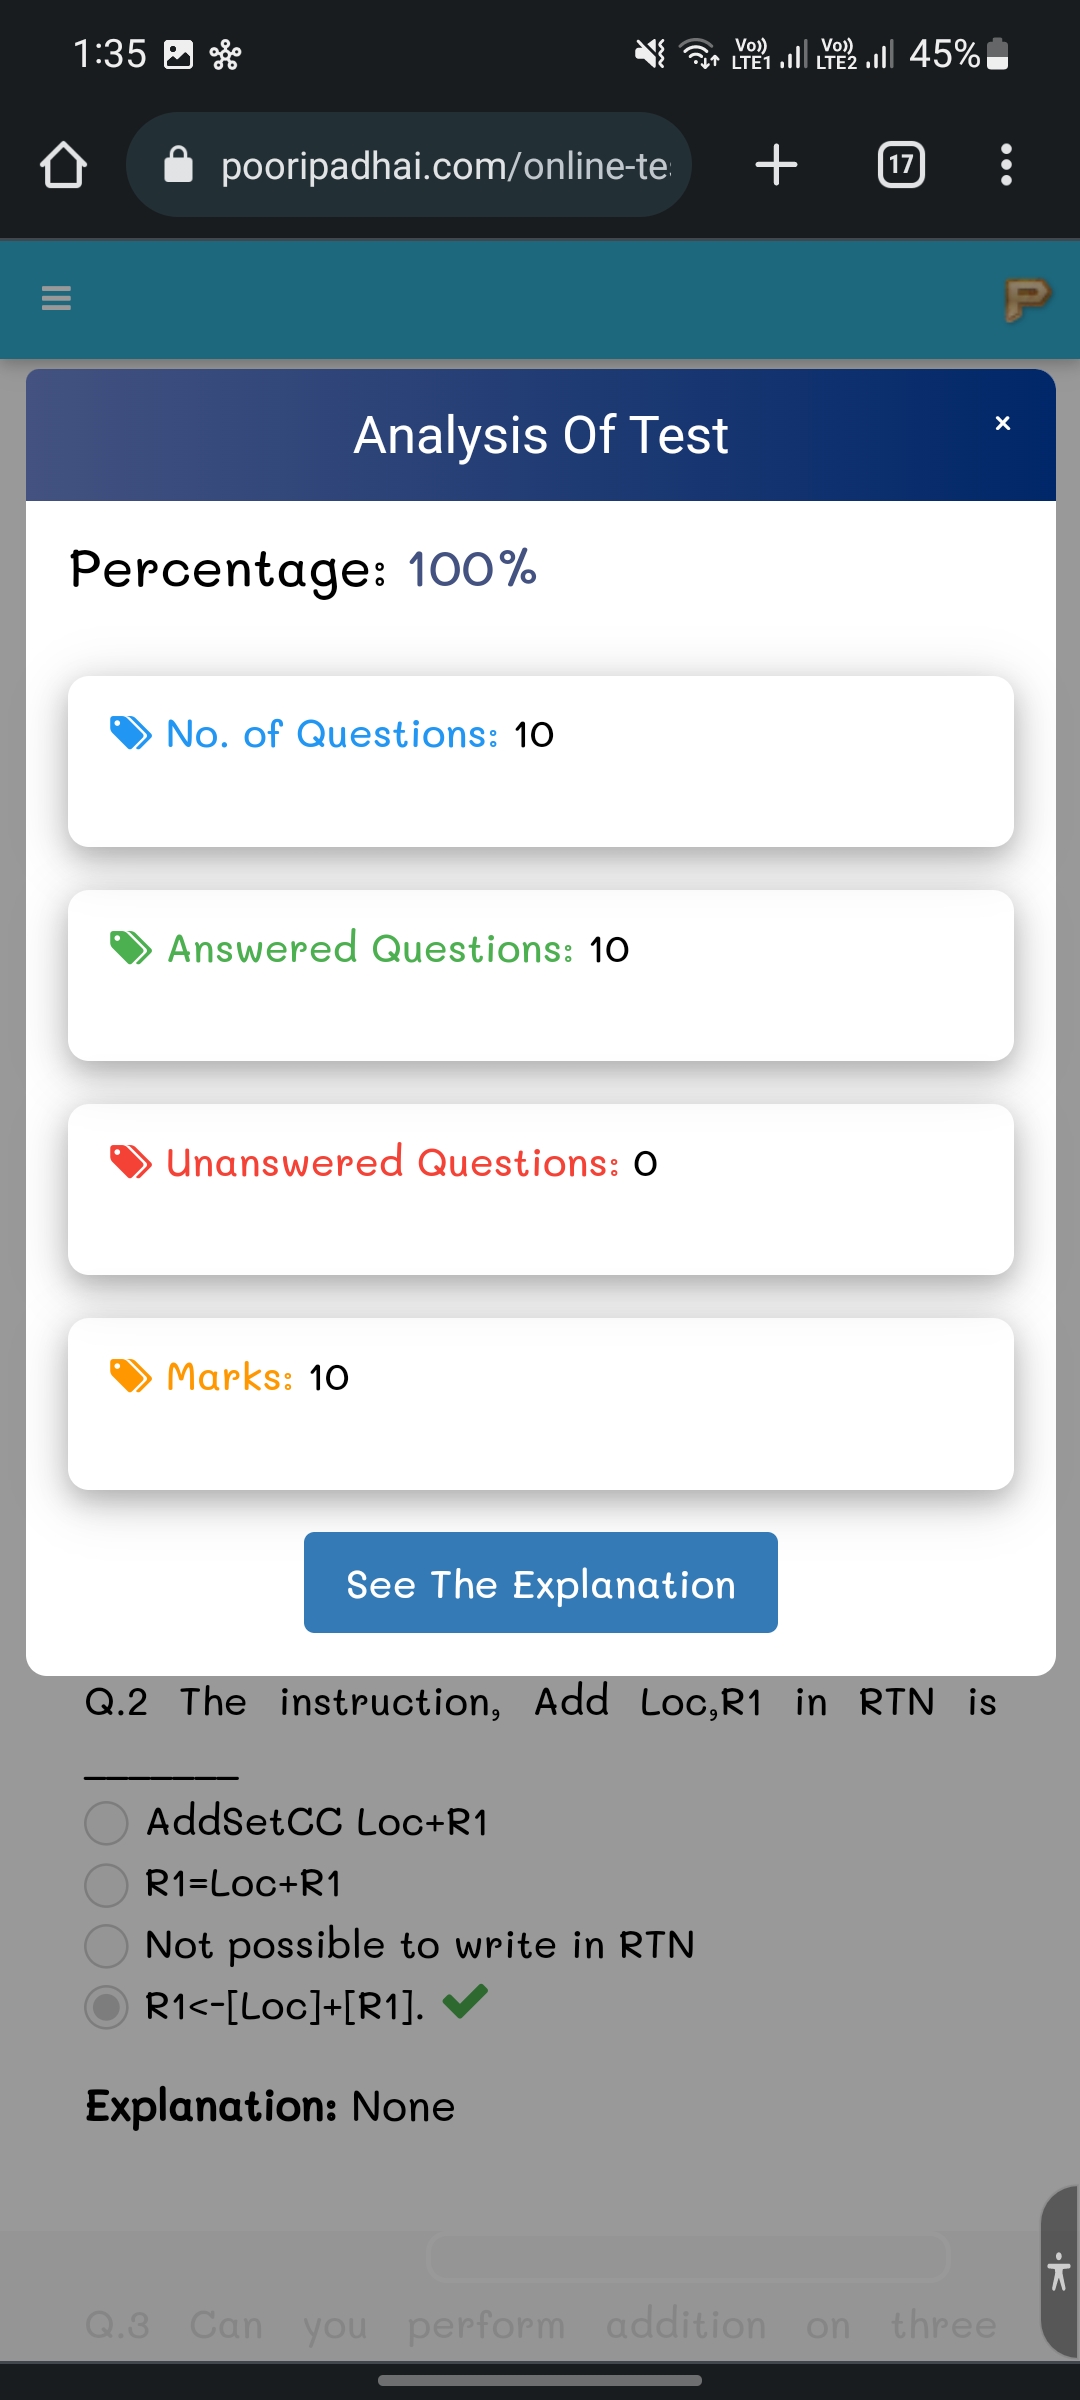 1:35
Vo)) LTE1
Vo)) LTE2
45%
pooripadhai.com/online-te
17
P
Analysis Of Test
×
Percentage: 100%
No. of Questions: 10
Answered Questions: 10
Unanswered Questions: 0
Marks: 10
See The Explanation
Q.2 The instruction, Add Loc,R1 in RTN is
_______
AddSetCC Loc+R1
R1=Loc+R1
Not possible to write in RTN
R1<-[Loc]+[R1].
Explanation: None
Q.3 Can you perform addition on three